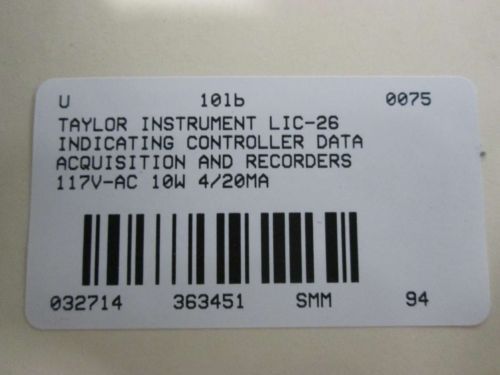 U 10lb 0075
TAYLOR INSTRUMENT LIC-26
INDICATING CONTROLLER DATA
ACQUISITION AND RECORDERS
117V-AC 10W 4/20MA
032714 363451 SMM 94